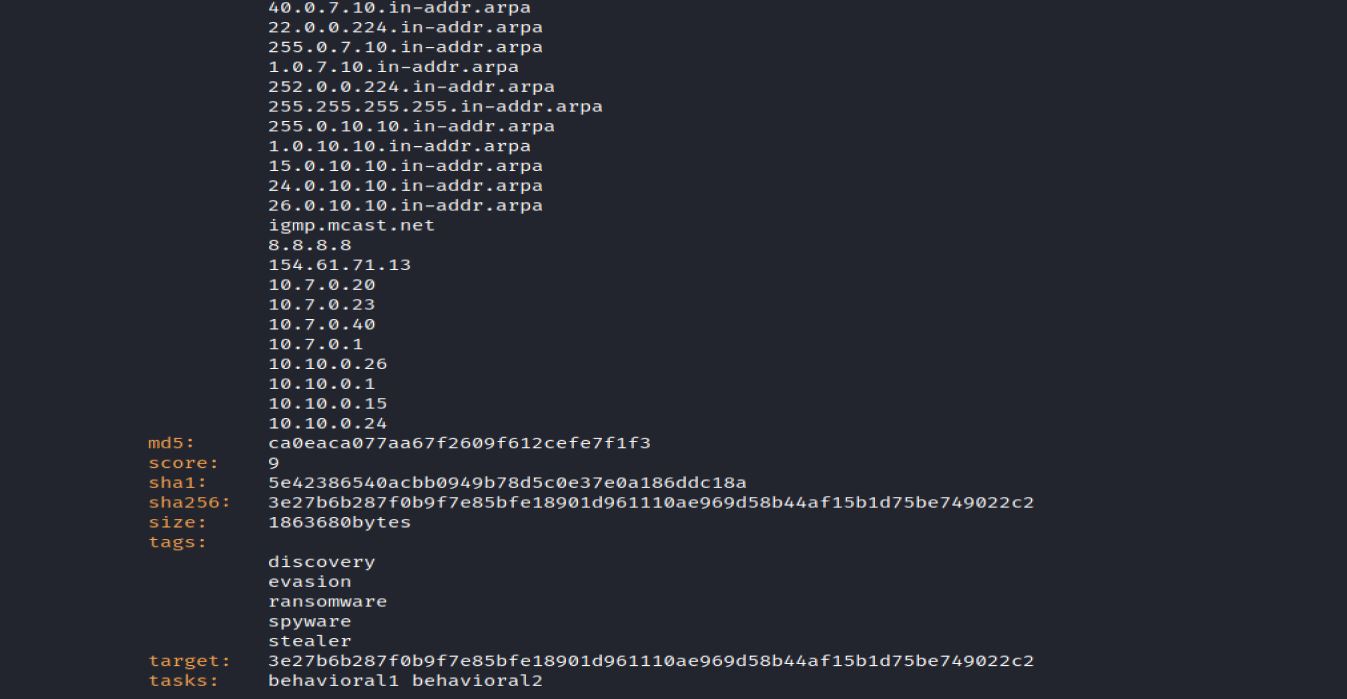 40.0.7.10.in-addr.arpa
22.0.0.224.in-addr.arpa
255.0.7.10.in-addr.arpa
1.0.7.10.in-addr.arpa
252.0.0.224.in-addr.arpa
255.255.255.255.in-addr.arpa
255.0.10.10.in-addr.arpa
1.0.10.10.in-addr.arpa
15.0.10.10.in-addr.arpa
24.0.10.10.in-addr.arpa
26.0.10.10.in-addr.arpa
igmp.mcast.net
8.8.8.8
154.61.71.13
10.7.0.20
10.7.0.23
10.7.0.40
10.7.0.1
10.10.0.26
10.10.0.1
10.10.0.15
10.10.0.24
md5: ca0eaca077aa67f2609f612cefe7f1f3
score: 9
sha1: 5e42386540acbb0949b78d5c0e37e0a186ddc18a
sha256: 3e27b6b287f0b9f7e85bfe18901d961110ae969d58b44af15b1d75be749022c2
size: 1863680bytes
tags:
discovery
evasion
ransomware
spyware
stealer
target: 3e27b6b287f0b9f7e85bfe18901d961110ae969d58b44af15b1d75be749022c2
tasks: behavioral1 behavioral2